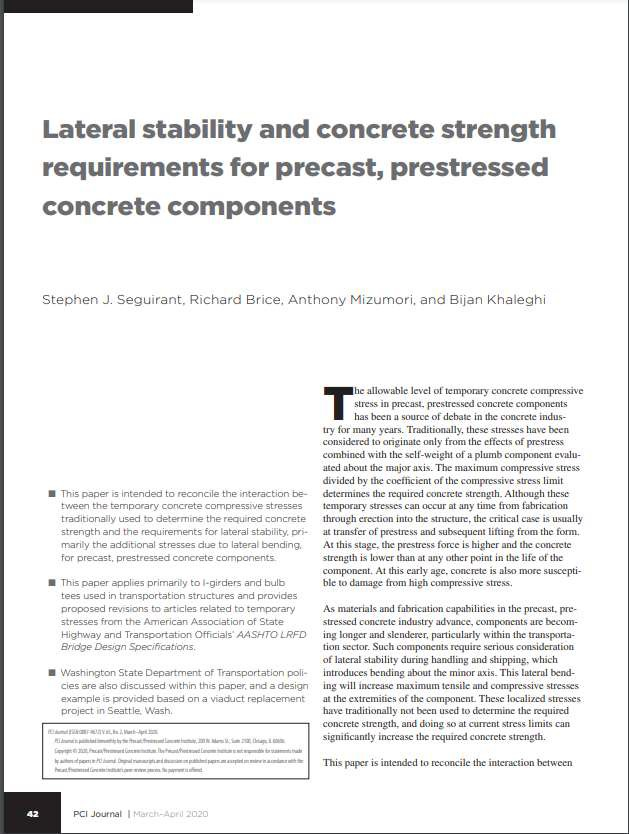 Lateral stability and concrete strength
requirements for precast, prestressed
concrete components
Stephen J. Seguirant, Richard Brice, Anthony Mizumori, and Bijan Khaleghi
■ This paper is intended to reconcile the interaction be-
tween the temporary concrete compressive stresses
traditionally used to determine the required concrete
strength and the requirements for lateral stability, pri-
marily the additional stresses due to lateral bending,
for precast, prestressed concrete components.
■ This paper applies primarily to I-girders and bulb
tees used in transportation structures and provides
proposed revisions to articles related to temporary
stresses from the American Association of State
Highway and Transportation Officials' AASHTO LRFD
Bridge Design Specifications.
■ Washington State Department of Transportation poli-
cies are also discussed within this paper, and a design
example is provided based on a viaduct replacement
project in Seattle, Wash.
PCI Journal (ISSN 0887-9672) V. 65, No. 2, March–April 2020.
PCI Journal is published bimonthly by the Precast/Prestressed Concrete Institute, 200 W. Adams St., Suite 2100, Chicago, IL 60606.
Copyright © 2020, Precast/Prestressed Concrete Institute. The Precast/Prestressed Concrete Institute is not responsible for statements made
by authors of papers in PCI Journal. Original manuscripts and discussion on published papers are accepted on review in accordance with the
Precast/Prestressed Concrete Institute's peer-review process. No payment is offered.
The allowable level of temporary concrete compressive
stress in precast, prestressed concrete components
has been a source of debate in the concrete indus-
try for many years. Traditionally, these stresses have been
considered to originate only from the effects of prestress
combined with the self-weight of a plumb component evalu-
ated about the major axis. The maximum compressive stress
divided by the coefficient of the compressive stress limit
determines the required concrete strength. Although these
temporary stresses can occur at any time from fabrication
through erection into the structure, the critical case is usually
at transfer of prestress and subsequent lifting from the form.
At this stage, the prestress force is higher and the concrete
strength is lower than at any other point in the life of the
component. At this early age, concrete is also more suscepti-
ble to damage from high compressive stress.
As materials and fabrication capabilities in the precast, pre-
stressed concrete industry advance, components are becom-
ing longer and slenderer, particularly within the transporta-
tion sector. Such components require serious consideration
of lateral stability during handling and shipping, which
introduces bending about the minor axis. This lateral bend-
ing will increase maximum tensile and compressive stresses
at the extremities of the component. These localized stresses
have traditionally not been used to determine the required
concrete strength, and doing so at current stress limits can
significantly increase the required concrete strength.
This paper is intended to reconcile the interaction between
42 PCI Journal | March–April 2020